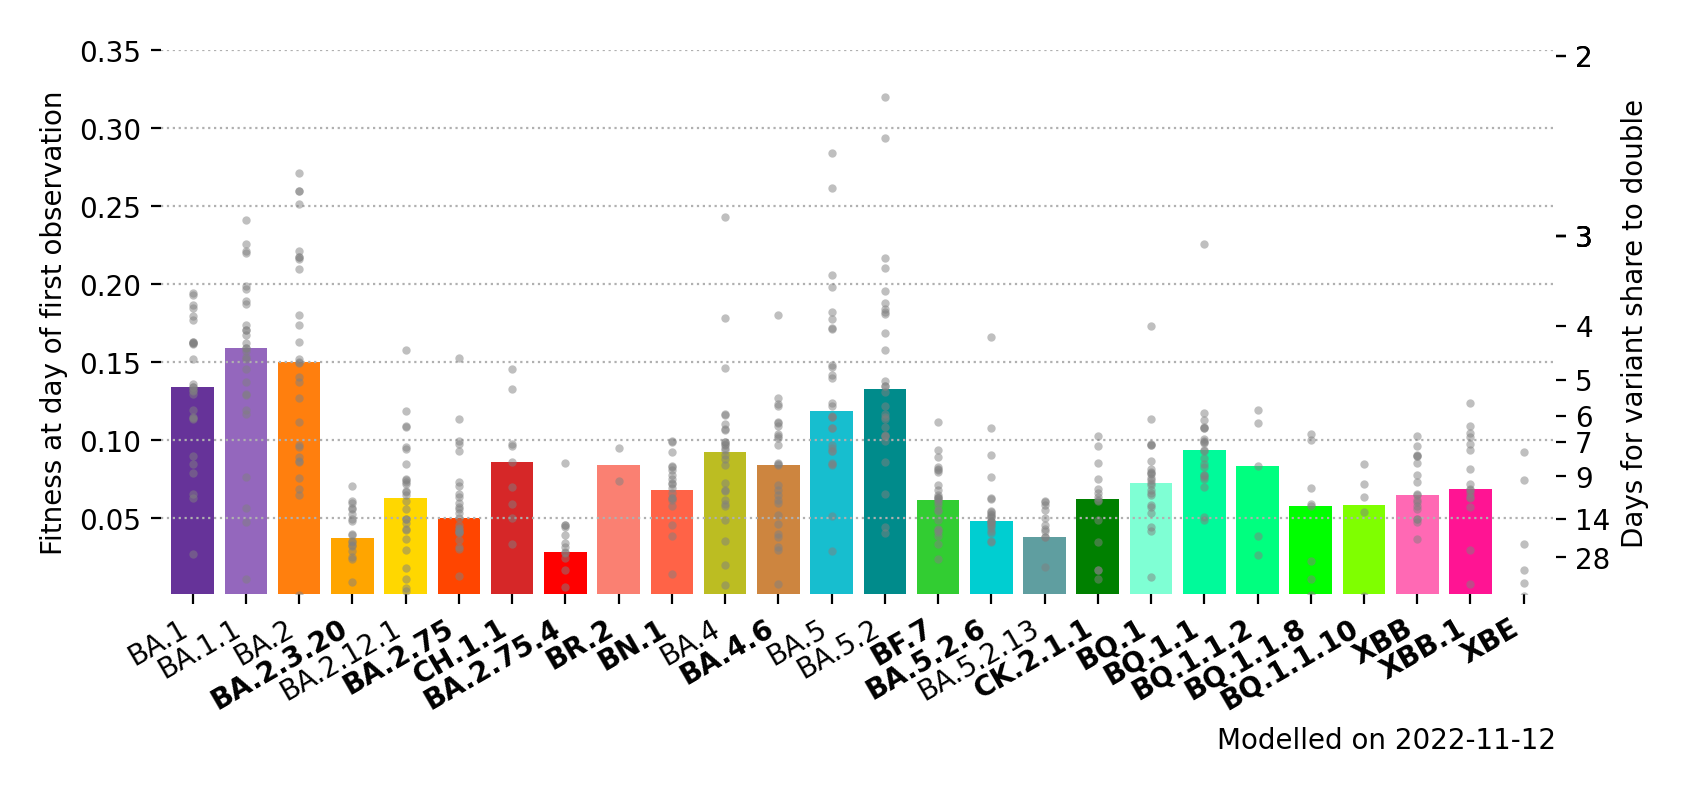 Fitness at day of first observation
0.35
0.30
0.25
0.20
0.15
0.10
0.05
2
3
4
5
6
7
9
14
28
Days for variant share to double
BA.1
BA.1.1
BA.2
BA.2.3.20
BA.2.12.1
BA.2.75
CH.1.1
BA.2.75.4
BR.2
BN.1
BA.4
BA.4.6
BA.5
BA.5.2
BF.7
BA.5.2.6
BA.5.2.13
CK.2.1.1
BQ.1
BQ.1.1
BQ.1.1.2
BQ.1.1.8
BQ.1.1.10
XBB
XBB.1
XBE
Modelled on 2022-11-12